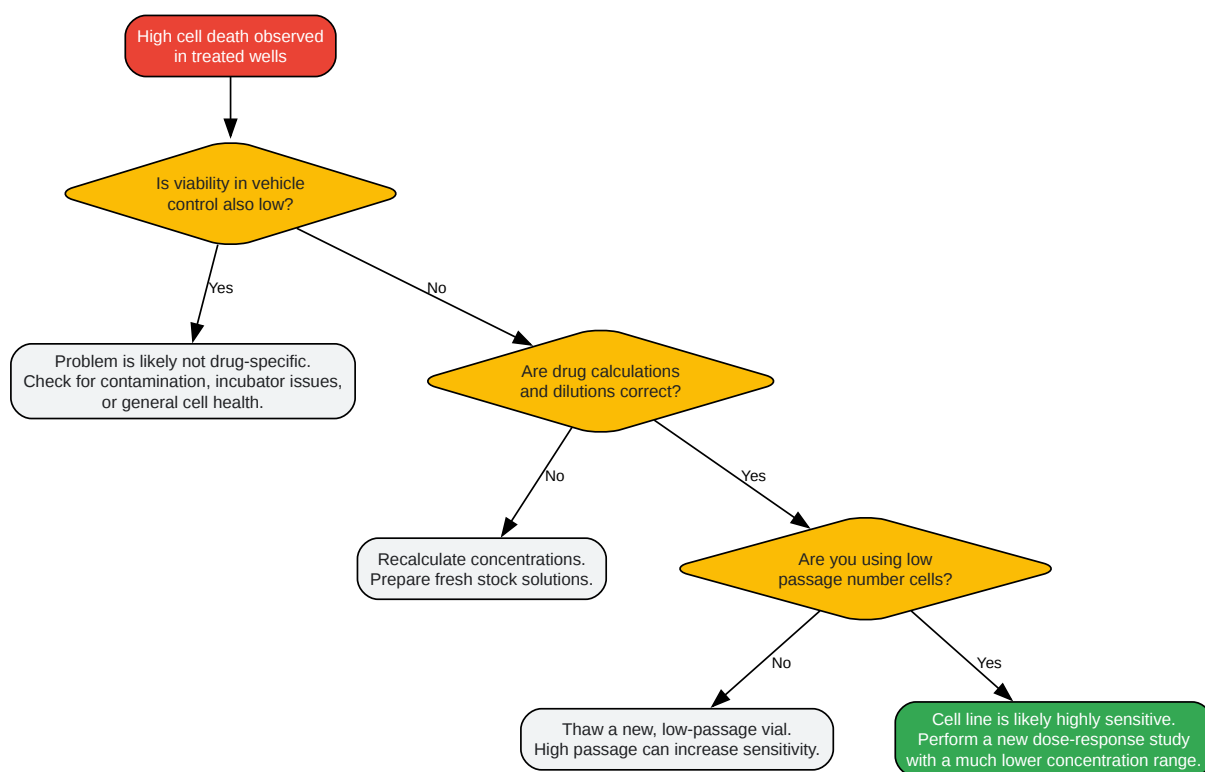 High cell death observed
in treated wells
Is viability in vehicle
control also low?
Yes
No
Problem is likely not drug-specific.
Check for contamination, incubator issues,
or general cell health.
Are drug calculations
and dilutions correct?
No
Yes
Recalculate concentrations.
Prepare fresh stock solutions.
Are you using low
passage number cells?
No
Yes
Thaw a new, low-passage vial.
High passage can increase sensitivity.
Cell line is likely highly sensitive.
Perform a new dose-response study
with a much lower concentration range.